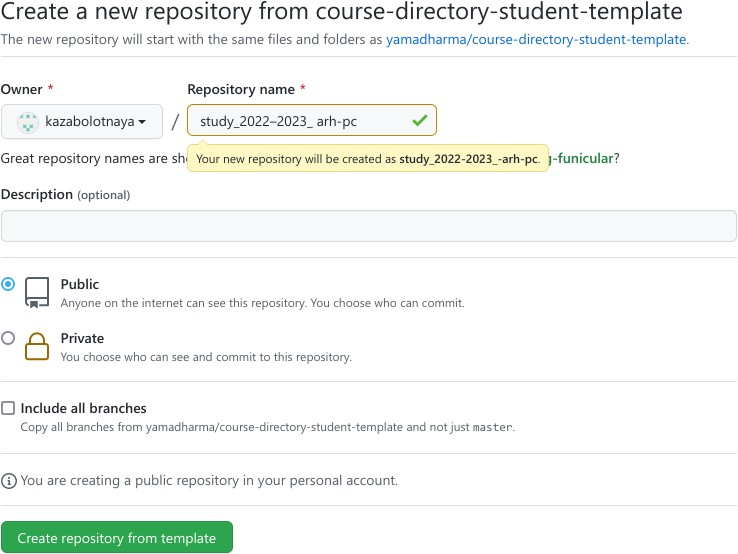 Create a new repository from course-directory-student-template
The new repository will start with the same files and folders as yamadharma/course-directory-student-template.
Owner * Repository name *
kazabolotnaya / study_2022–2023_ arh-pc
Great repository names are -funicular?
Your new repository will be created as study_2022-2023_-arh-pc.
Description (optional)
Public
Anyone on the internet can see this repository. You choose who can commit.
Private
You choose who can see and commit to this repository.
Include all branches
Copy all branches from yamadharma/course-directory-student-template and not just master.
You are creating a public repository in your personal account.
Create repository from template